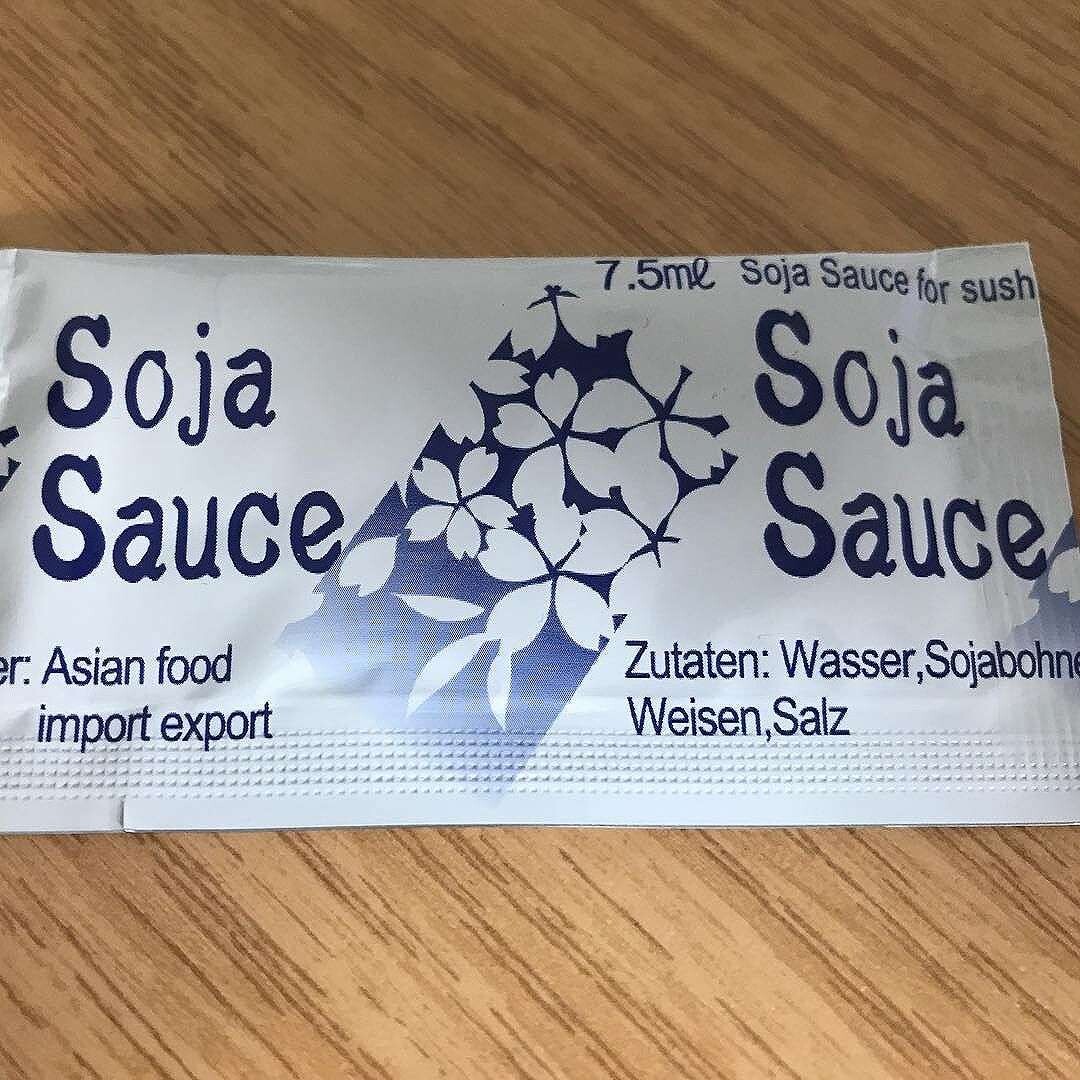 7.5mℓ Soja Sauce for sush
Soja
Sauce
Soja
Sauce
er: Asian food
import export
Zutaten: Wasser,Sojabohne
Weisen,Salz